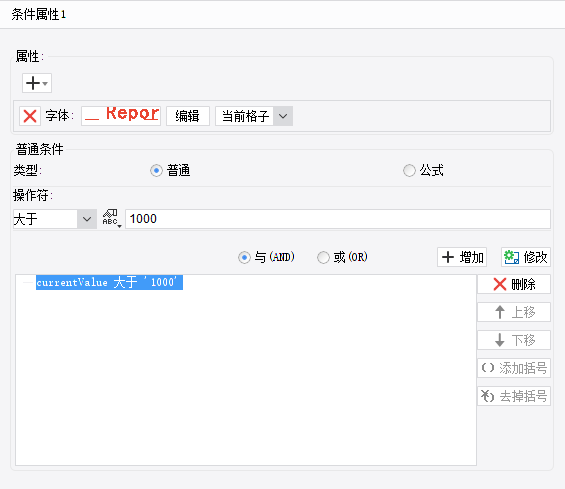 条件属性1
属性:
字体: Repor 编辑 当前格子
普通条件
类型: 普通 公式
操作符:
大于 ABC 1000
与(AND) 或(OR) 增加 修改
currentValue 大于 '1000'
删除
上移
下移
添加括号
去掉括号